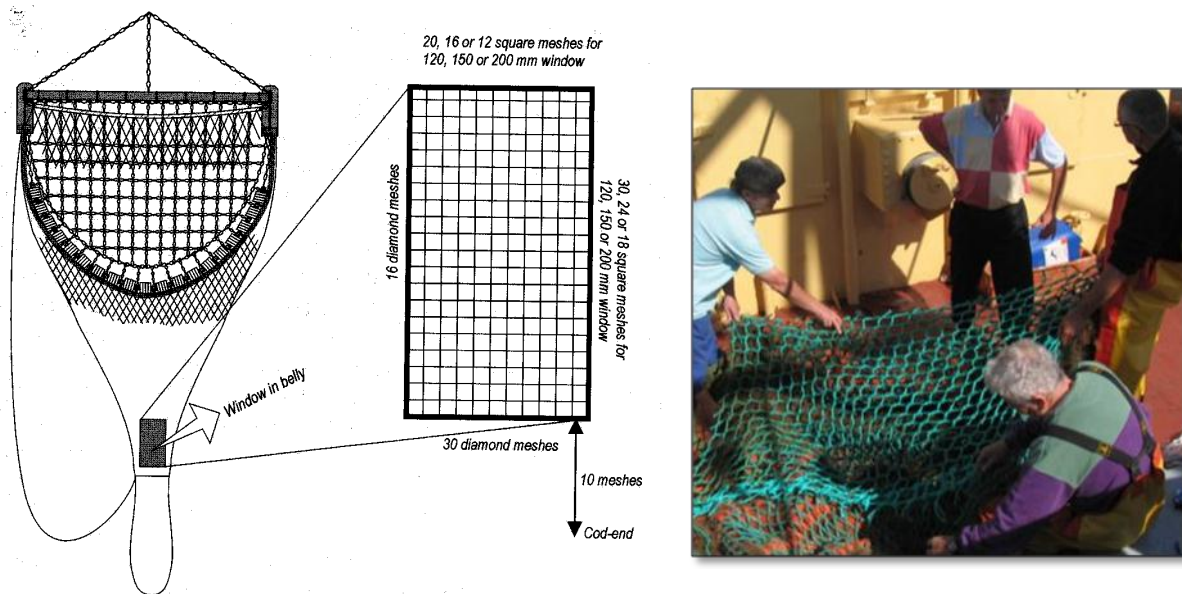 20, 16 or 12 square meshes for
120, 150 or 200 mm window
16 diamond meshes
30, 24 or 18 square meshes for
120, 150 or 200 mm window
Window in belly
30 diamond meshes
10 meshes
Cod-end